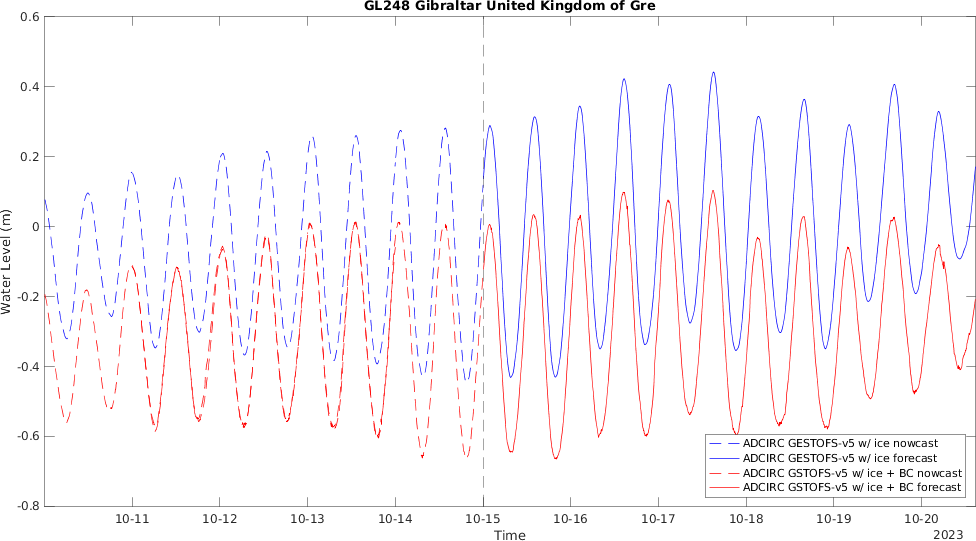 GL248 Gibraltar United Kingdom of Gre
0.6
0.4
0.2
0
-0.2
-0.4
-0.6
-0.8
Water Level (m)
10-11 10-12 10-13 10-14 10-15 10-16 10-17 10-18 10-19 10-20
Time
2023
ADCIRC GESTOFS-v5 w/ ice nowcast
ADCIRC GESTOFS-v5 w/ ice forecast
ADCIRC GSTOFS-v5 w/ ice + BC nowcast
ADCIRC GSTOFS-v5 w/ ice + BC forecast